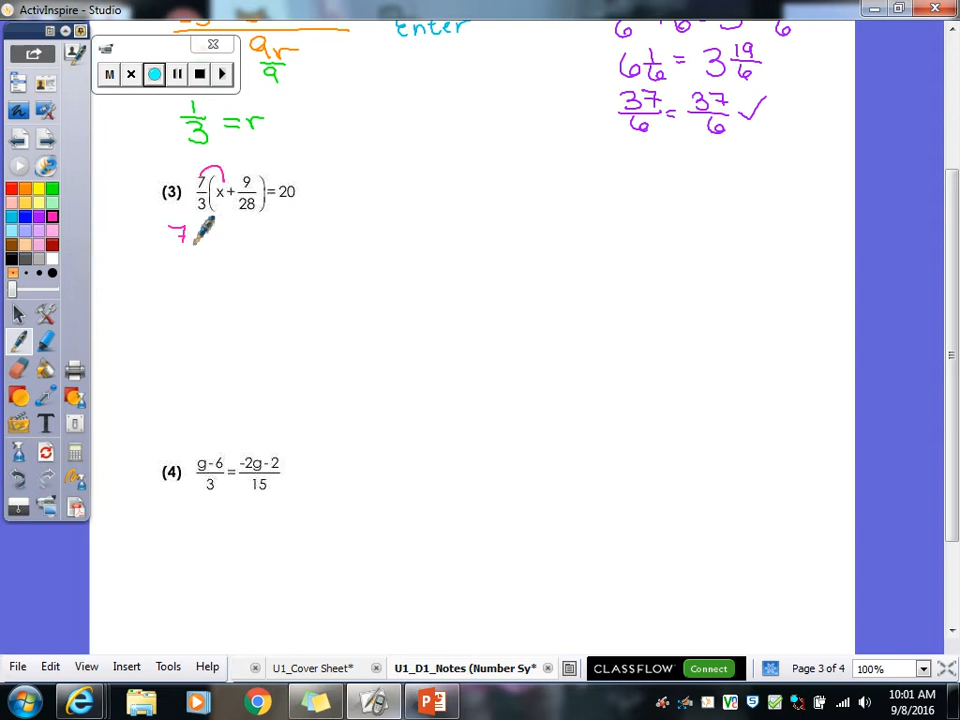 ActivInspire - Studio
enter
9r
9
6 1/6 = 3 19/6
M
37/6 = 37/6 ✓
1/3 = r
(3) 7/3 ( x + 9/28 ) = 20
7
(4) g-6/3 = -2g-2/15
File Edit View Insert Tools Help
U1_Cover Sheet*
U1_D1_Notes (Number Sy*
CLASSFLOW Connect
Page 3 of 4
100%
10:01 AM
9/8/2016